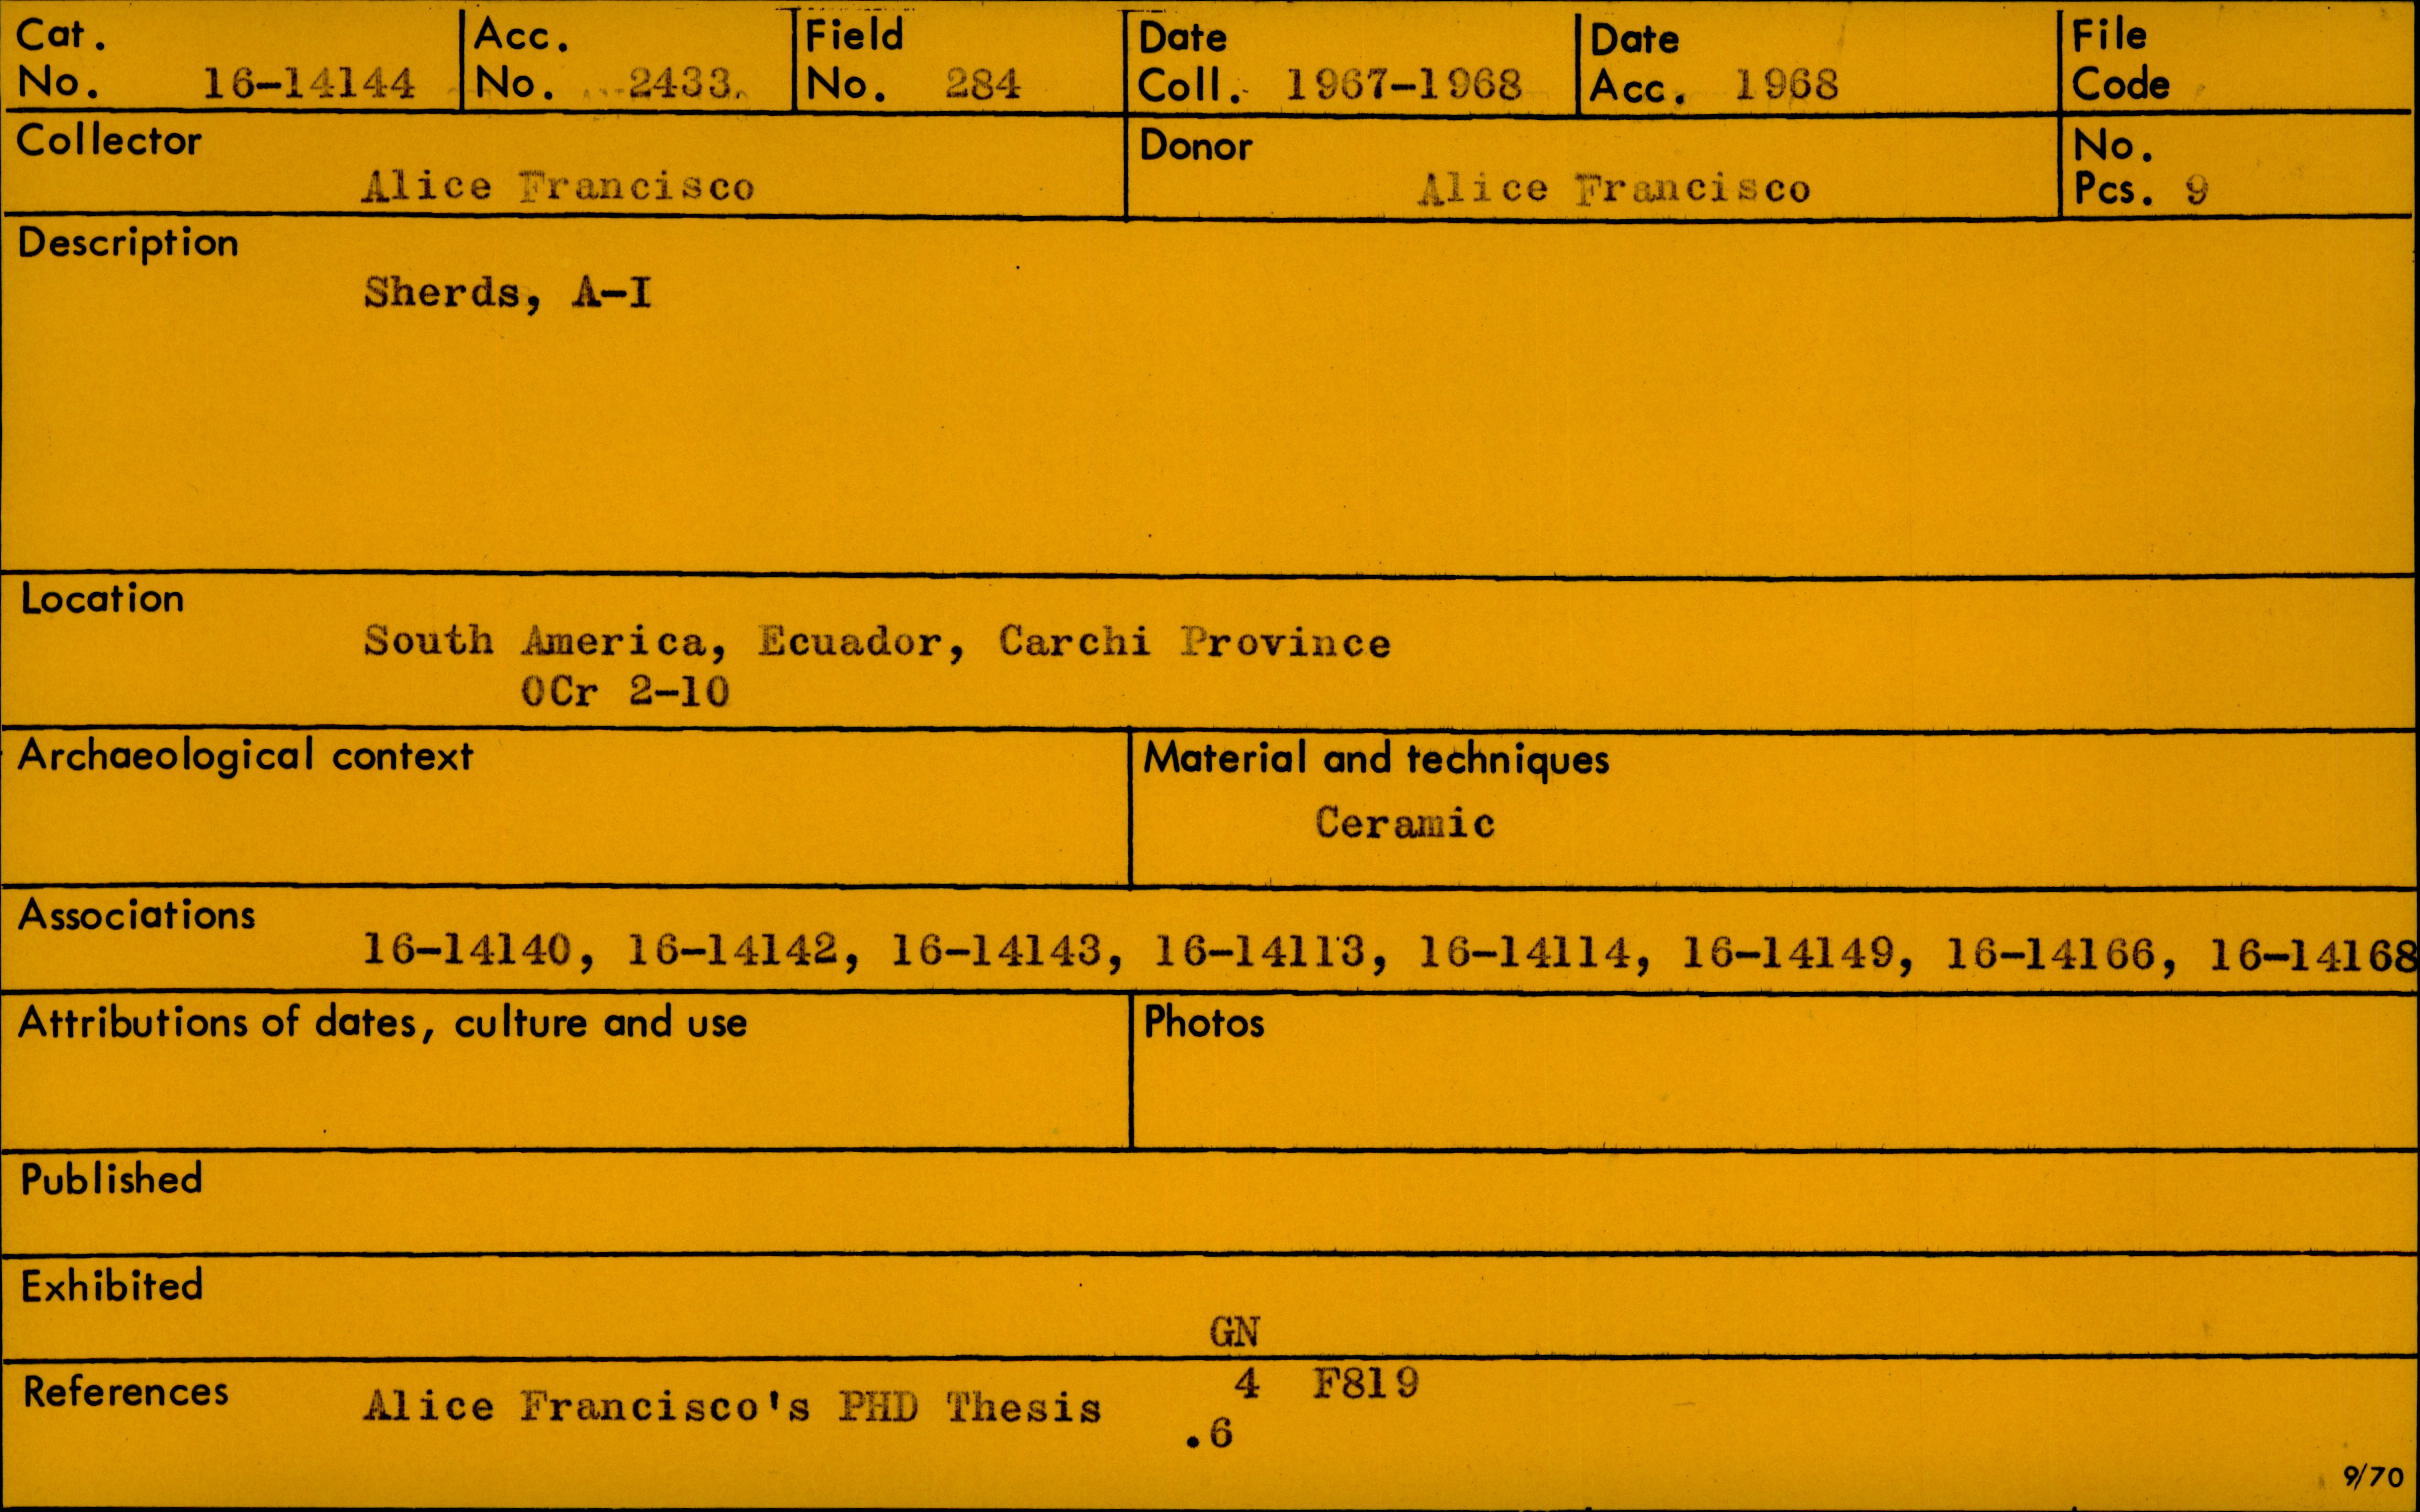 Cat. No. 16-14144
Acc. No. 2433.
Field No. 284
Date Coll. 1967-1968
Date Acc. 1968
File Code
Collector
Alice Francisco
Donor
Alice Francisco
No. Pcs. 9
Description
Sherds, A-I
Location
South America, Ecuador, Carchi Province
OCr 2-10
Archaeological context
Material and techniques
Ceramic
Associations
16-14140, 16-14142, 16-14143, 16-14113, 16-14114, 16-14149, 16-14166, 16-14168
Attributions of dates, culture and use
Photos
Published
Exhibited
GN
References
Alice Francisco's PHD Thesis
4 F819
.6
9/70